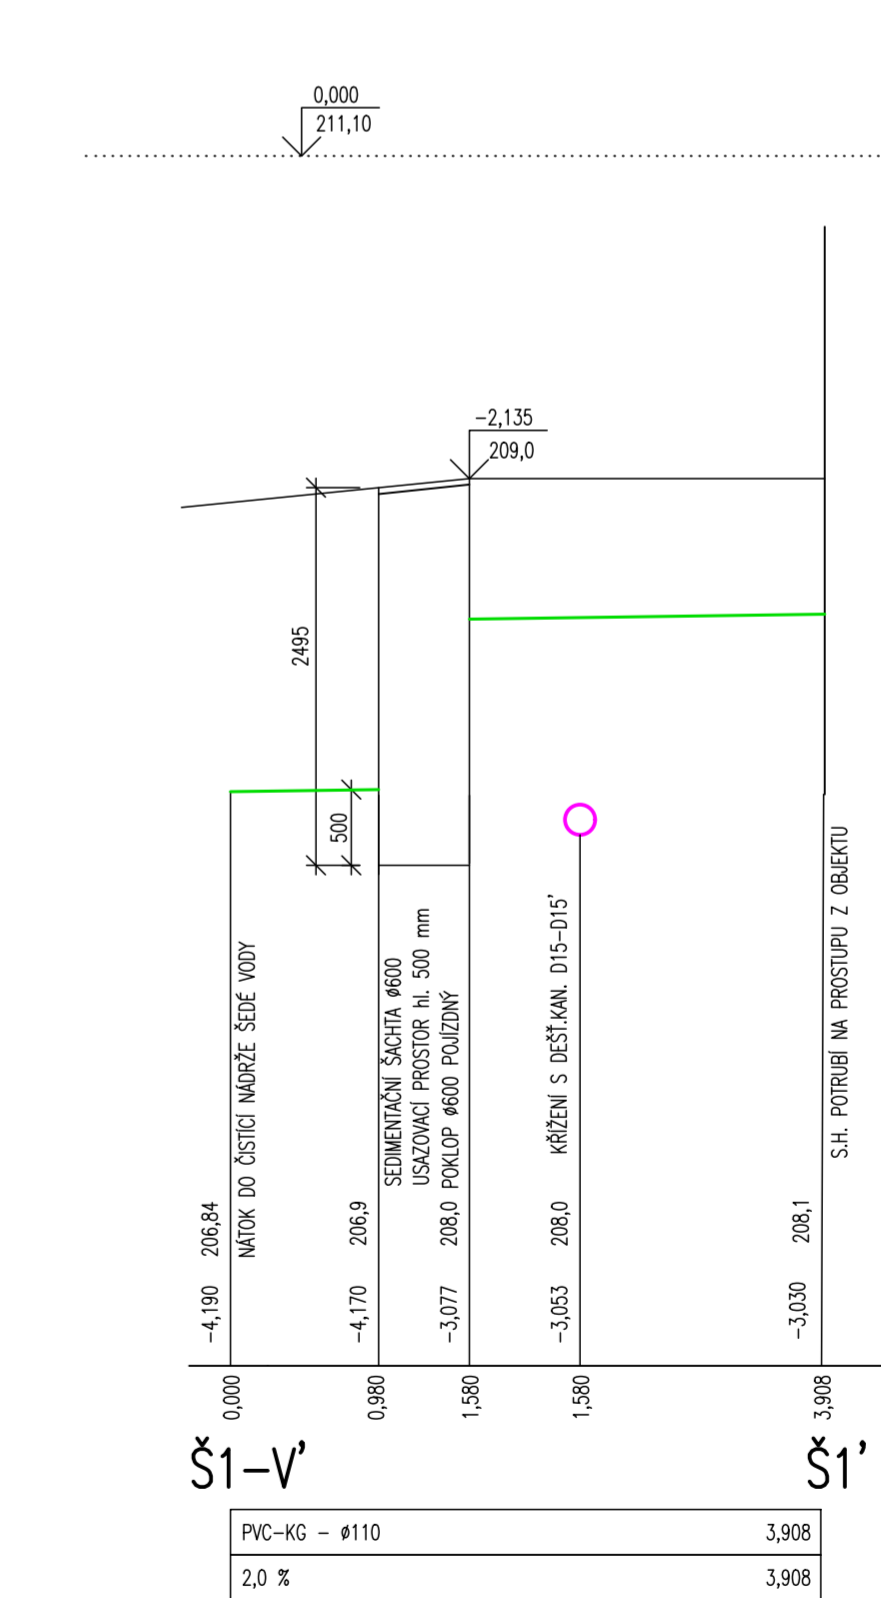 0,000
211,10
-2,135
209,0
2495
500
-4,190 206,84
NÁTOK DO ČISTÍCÍ NÁDRŽE ŠEDÉ VODY
-4,170 206,9
SEDIMENTAČNÍ ŠACHTA ø600
USAZOVACÍ PROSTOR hl. 500 mm
-3,077 208,0 POKLOP ø600 POJÍZDNÝ
-3,053 208,0 KŘÍŽENÍ S DEŠŤ.KAN. D15-D15'
-3,030 208,1
S.H. POTRUBÍ NA PROSTUPU Z OBJEKTU
0,000
0,980
1,580
1,580
3,908
Š1-V'
Š1'
PVC-KG - ø110 3,908
2,0 % 3,908